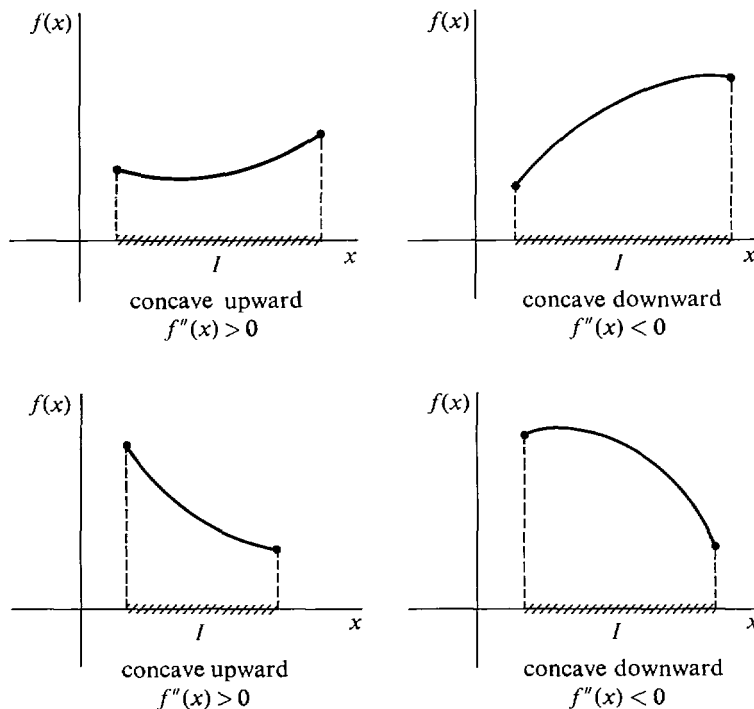 f(x)
x
I
concave upward
f″(x) > 0
f(x)
x
I
concave downward
f″(x) < 0
f(x)
x
I
concave upward
f″(x) > 0
f(x)
x
I
concave downward
f″(x) < 0